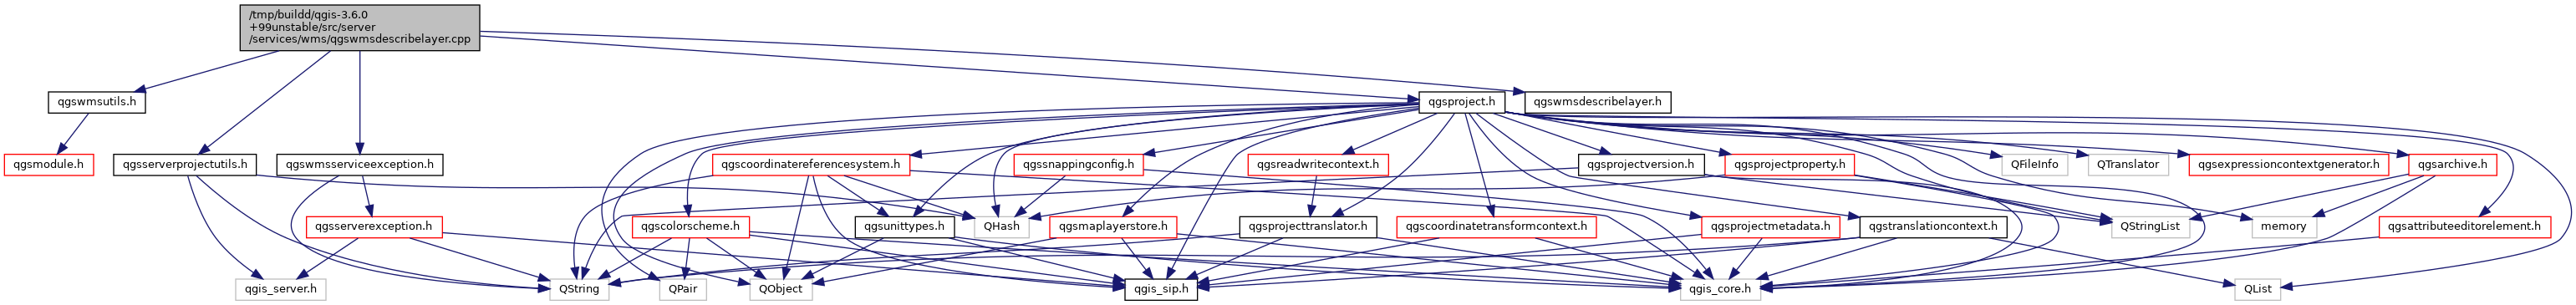 /tmp/buildd/qgis-3.6.0
+99unstable/src/server
/services/wms/qgswmsdescribelayer.cpp
qgswmsutils.h
qgsproject.h
qgswmsdescribelayer.h
qgsmodule.h
qgsserverprojectutils.h
qgswmsserviceexception.h
qgscoordinatereferencesystem.h
qgssnappingconfig.h
qgsreadwritecontext.h
qgsprojectversion.h
qgsprojectproperty.h
QFileInfo
QTranslator
qgsexpressioncontextgenerator.h
qgsarchive.h
qgsserverexception.h
qgscolorscheme.h
qgsunittypes.h
QHash
qgsmaplayerstore.h
qgsprojecttranslator.h
qgscoordinatetransformcontext.h
qgsprojectmetadata.h
qgstranslationcontext.h
QStringList
memory
qgsattributeeditorelement.h
qgis_server.h
QString
QPair
QObject
qgis_sip.h
qgis_core.h
QList